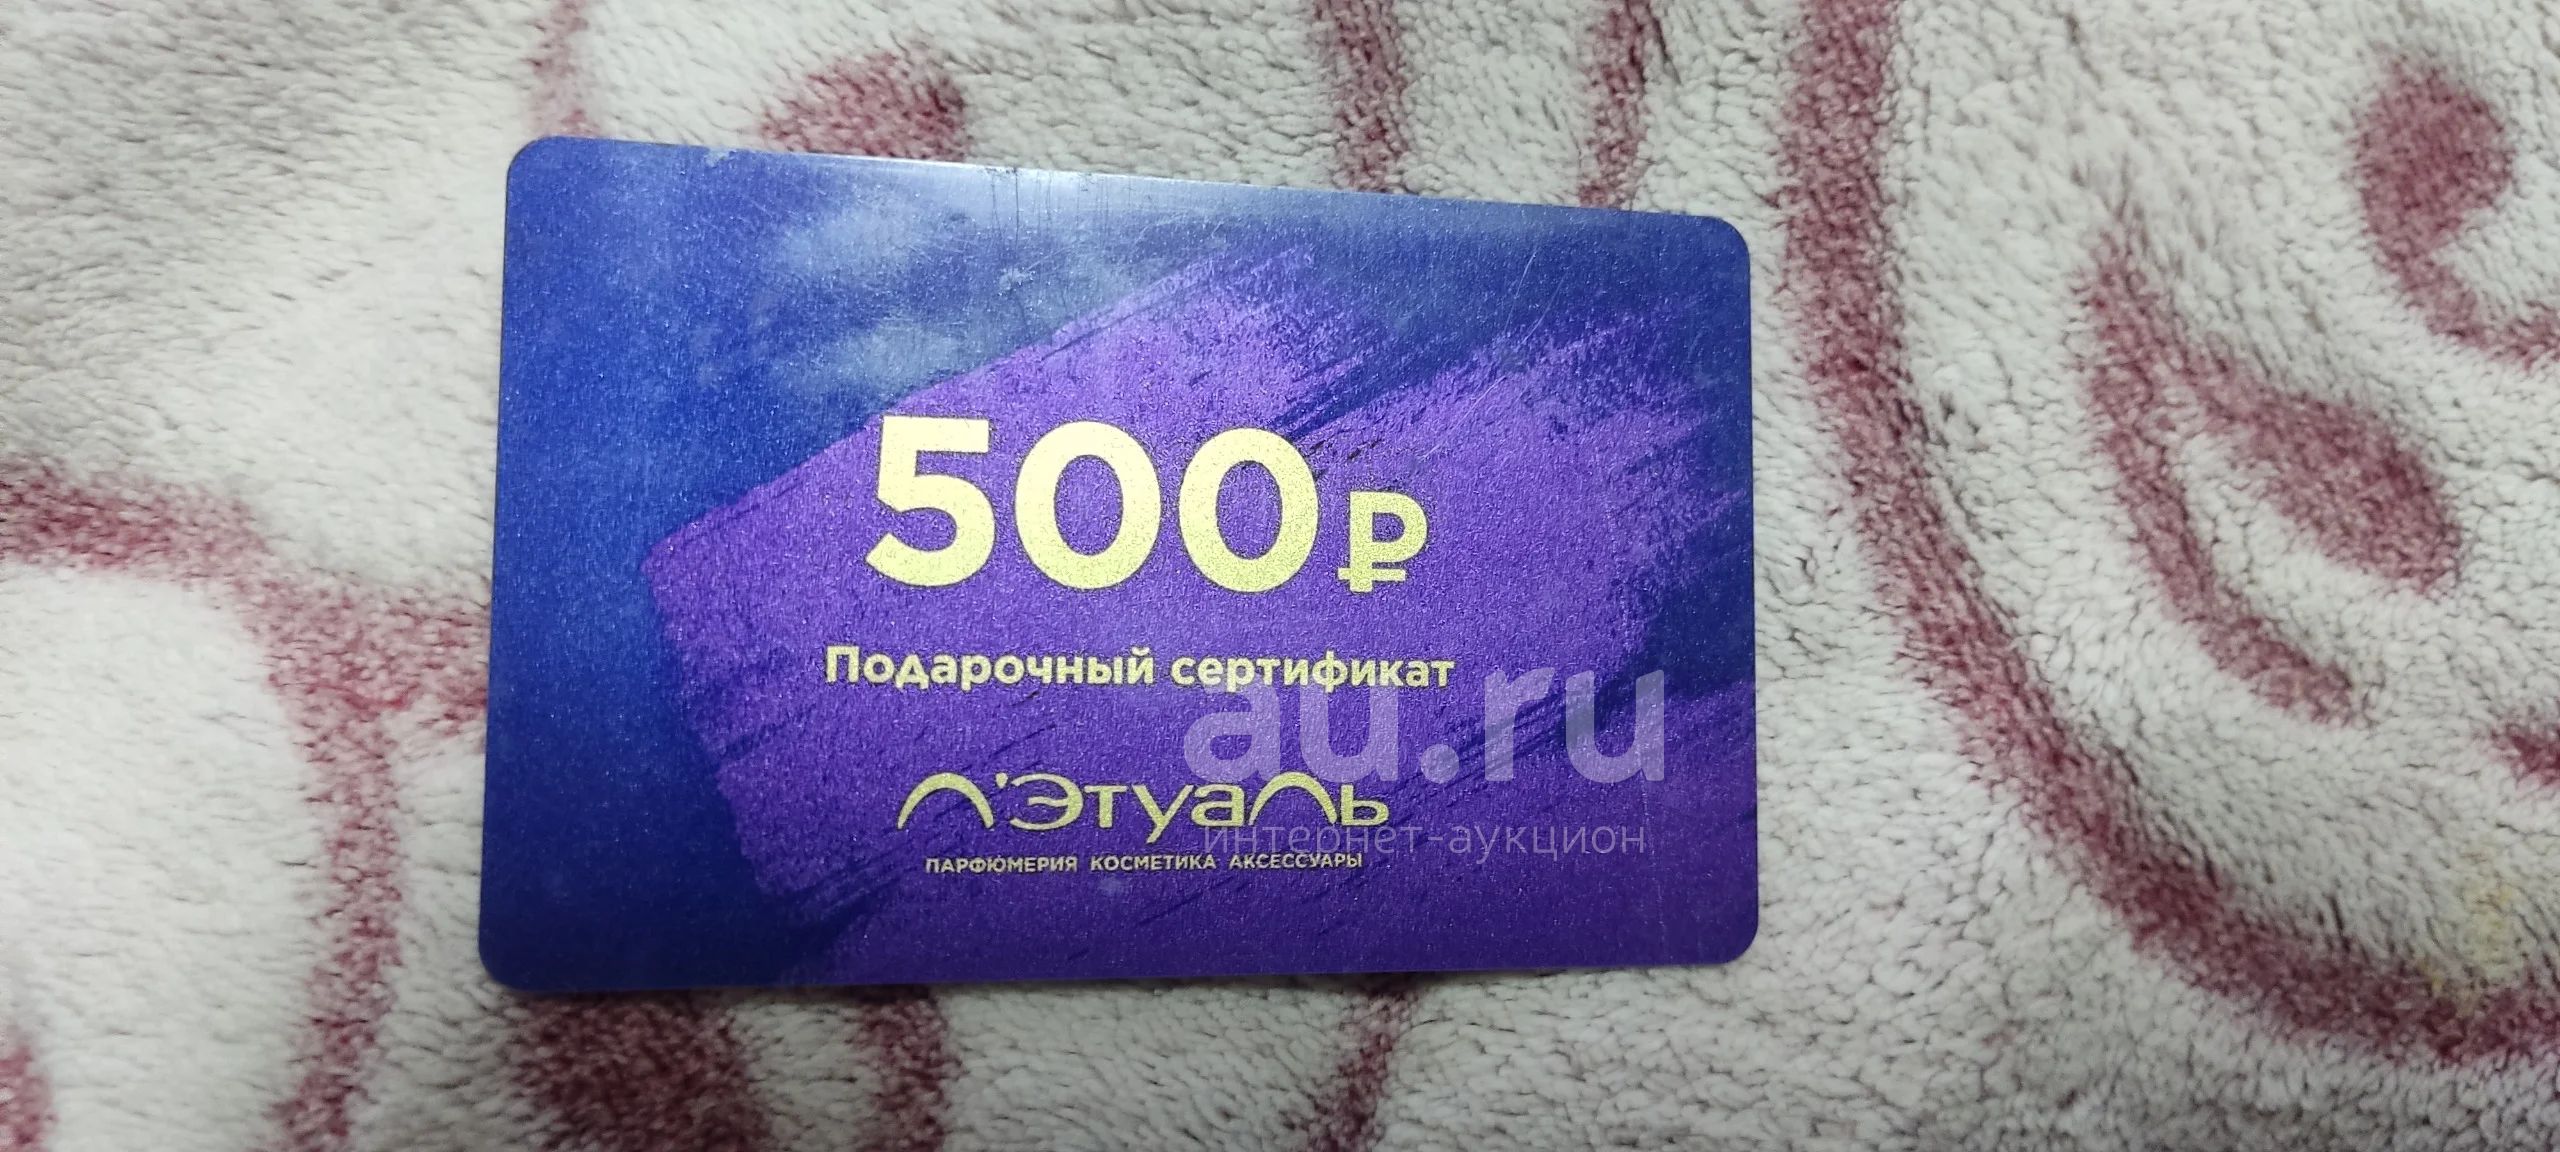 500₽
Подарочный сертификат
au.ru
Л'Этуаль
интернет-аукцион
ПАРФЮМЕРИЯ КОСМЕТИКА АКСЕССУАРЫ